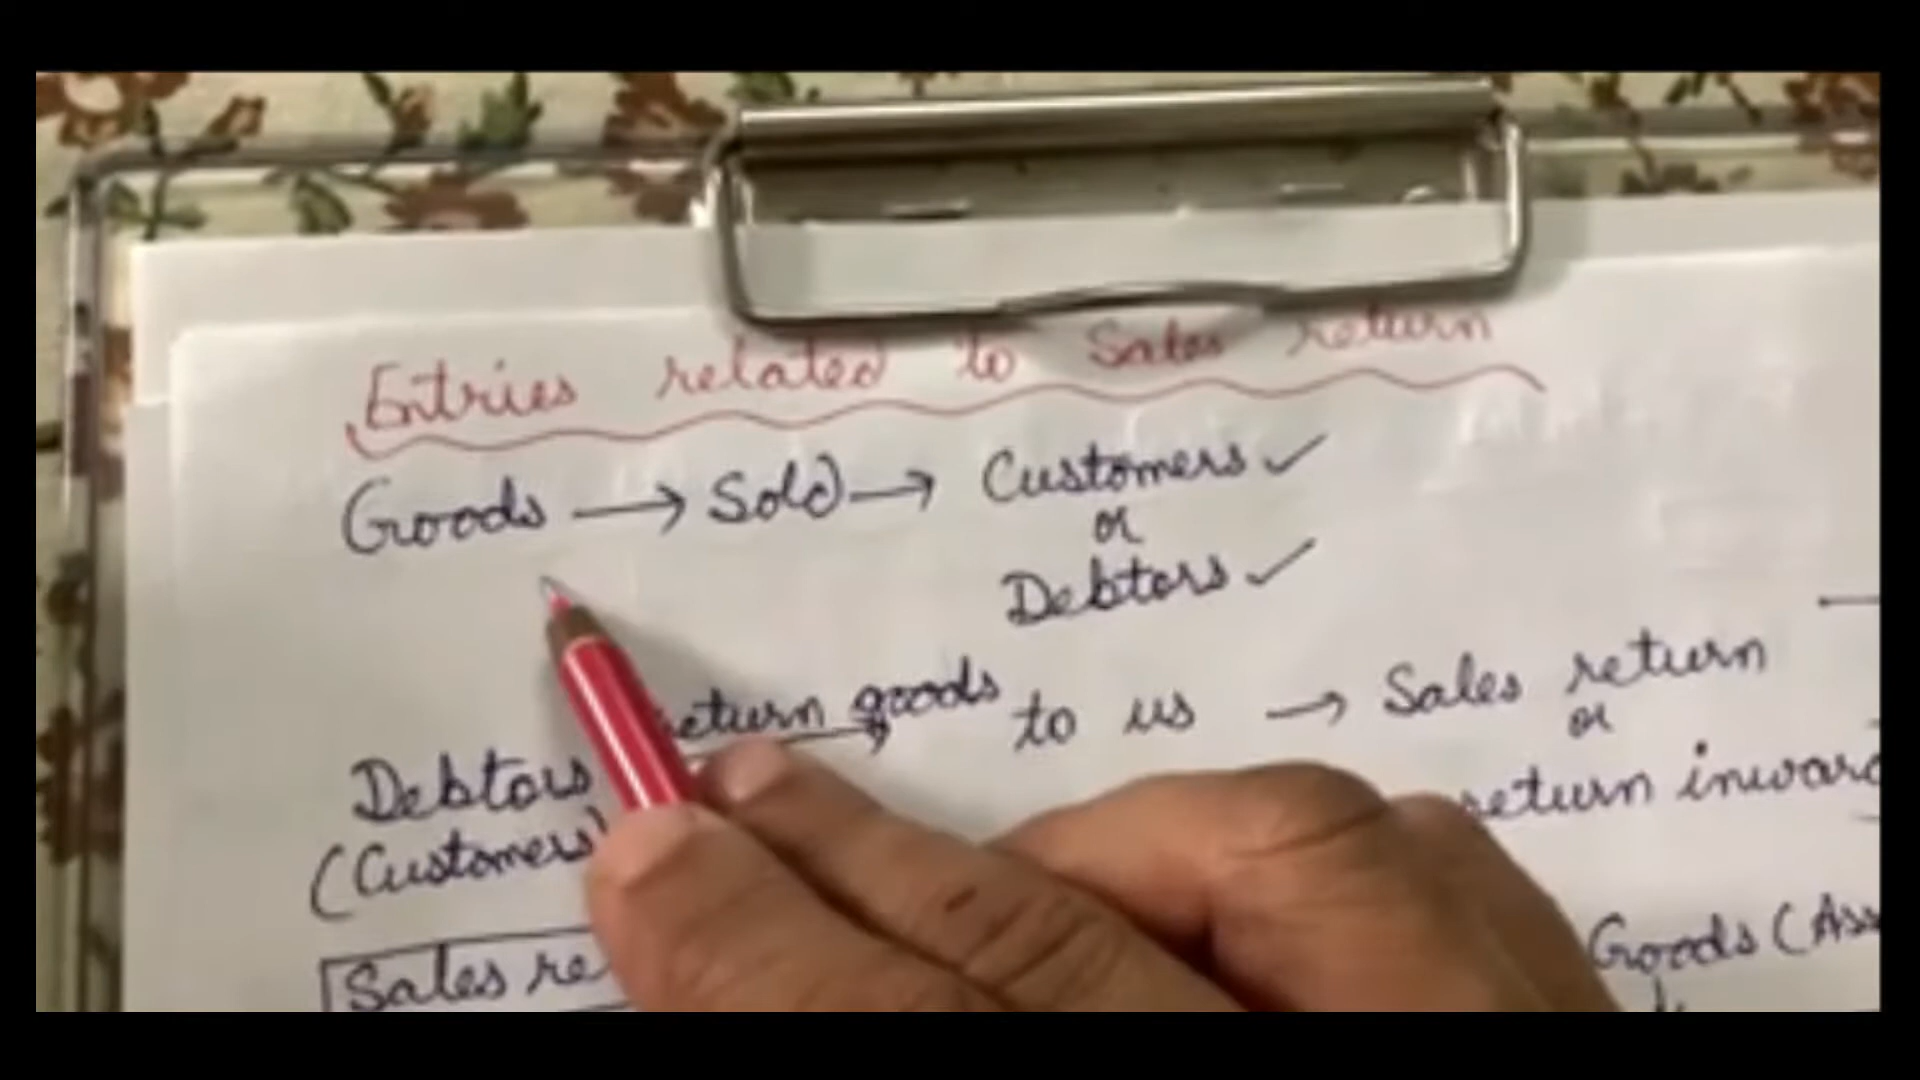 Entries related to Sales return
Goods → Sold → Customers ✓
or
Debtors ✓
return goods
Debtors → to us → Sales return
or
(Customers) return inward
Sales re
Goods (Ass